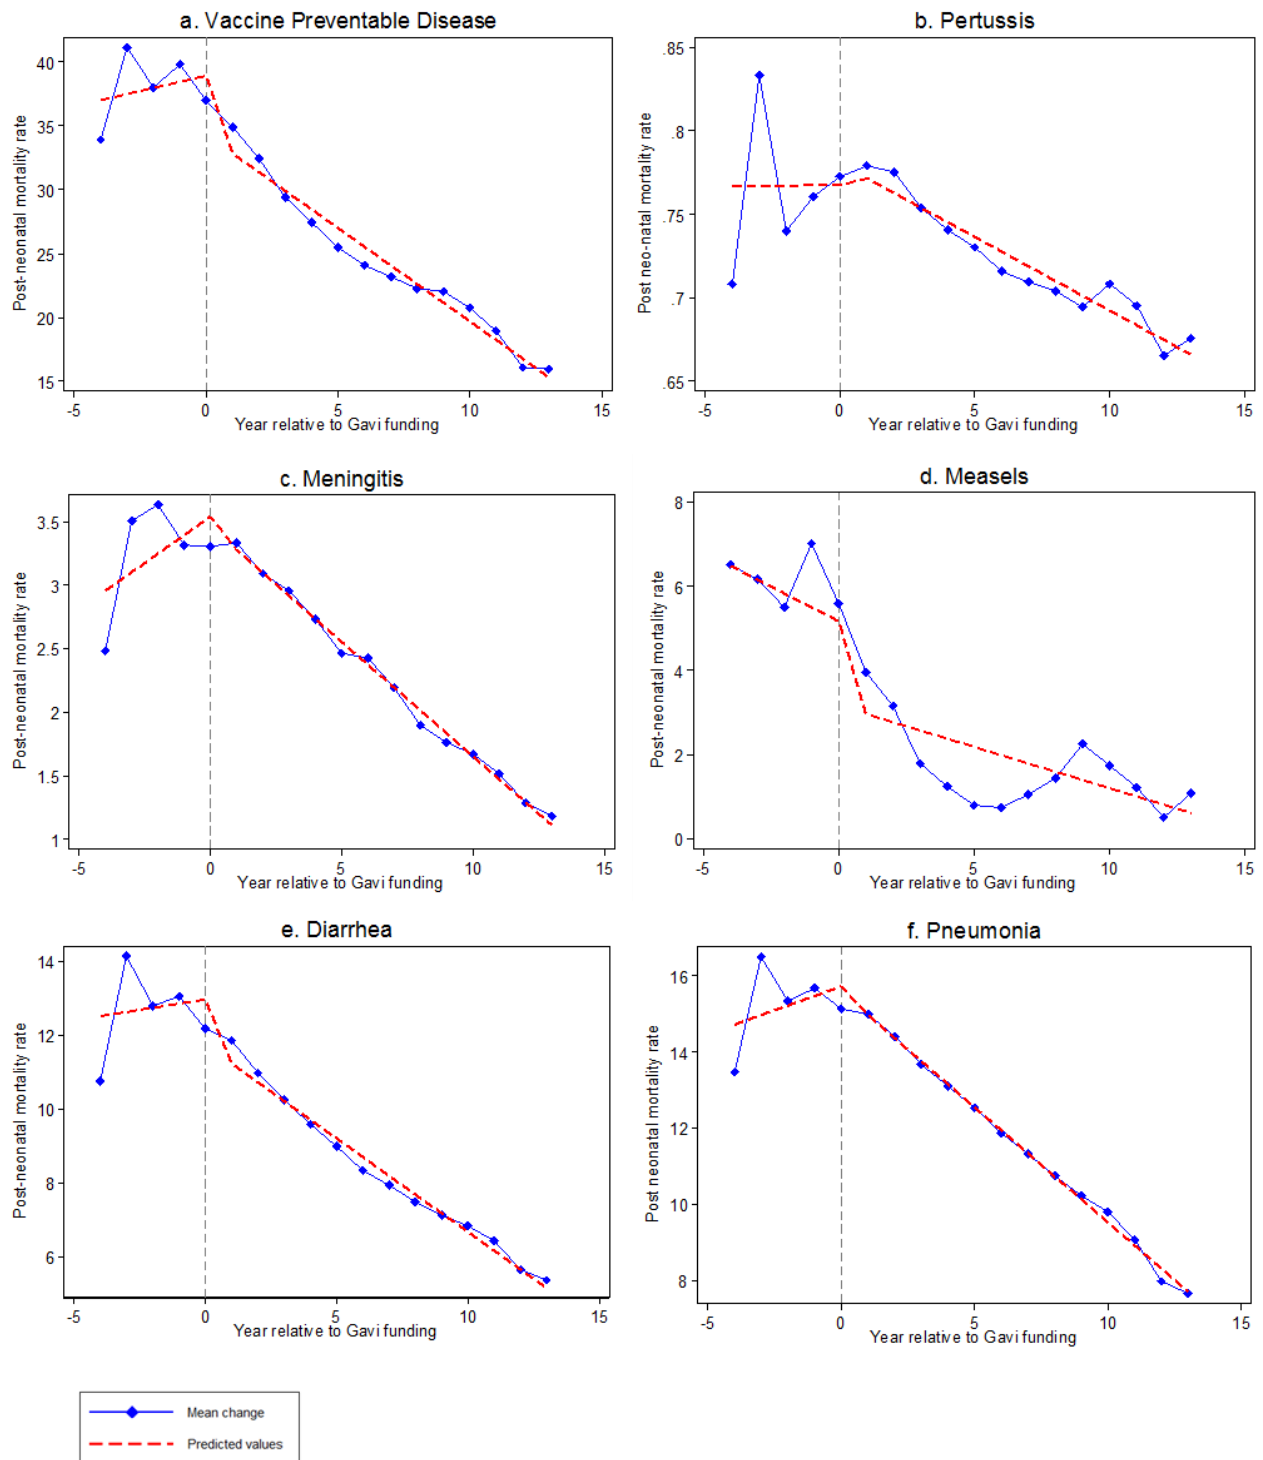 a. Vaccine Preventable Disease
Post-neonatal mortality rate
40
35
30
25
20
15
-5 0 5 10 15
Year relative to Gavi funding
b. Pertussis
Post neo-natal mortality rate
.85
.8
.75
.7
.65
-5 0 5 10 15
Year relative to Gavi funding
c. Meningitis
Post-neonatal mortality rate
3.5
3
2.5
2
1.5
1
-5 0 5 10 15
Year relative to Gavi funding
d. Measels
Post-neonatal mortality rate
8
6
4
2
0
-5 0 5 10 15
Year relative to Gavi funding
e. Diarrhea
Post-neonatal mortality rate
14
12
10
8
6
-5 0 5 10 15
Year relative to Gavi funding
f. Pneumonia
Post neonatal mortality rate
16
14
12
10
8
-5 0 5 10 15
Year relative to Gavi funding
Mean change
Predicted values